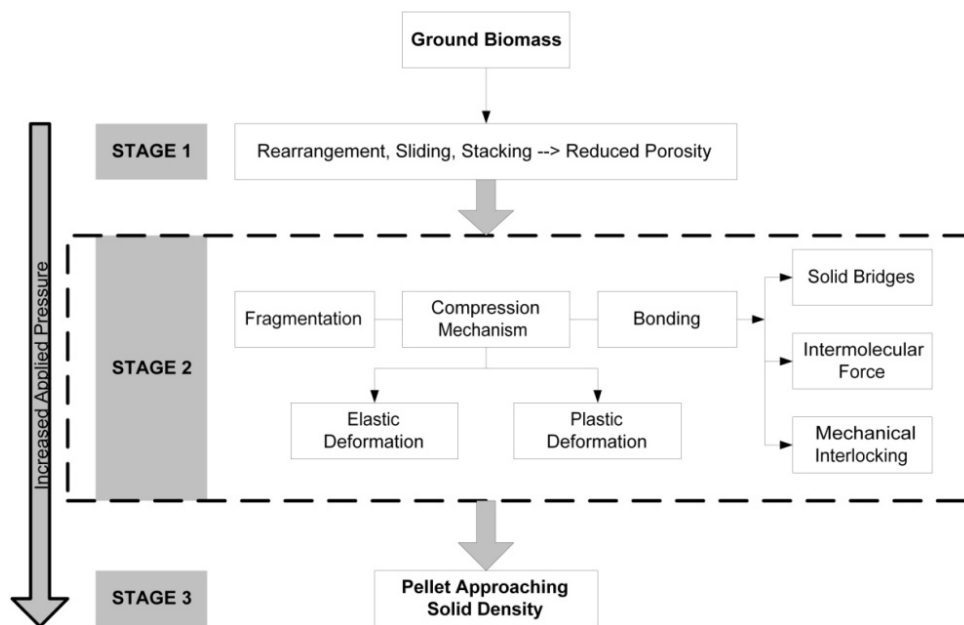 Ground Biomass
STAGE 1
Rearrangement, Sliding, Stacking --> Reduced Porosity
Increased Applied Pressure
STAGE 2
Fragmentation
Compression
Mechanism
Bonding
Solid Bridges
Intermolecular
Force
Mechanical
Interlocking
Elastic
Deformation
Plastic
Deformation
STAGE 3
Pellet Approaching
Solid Density